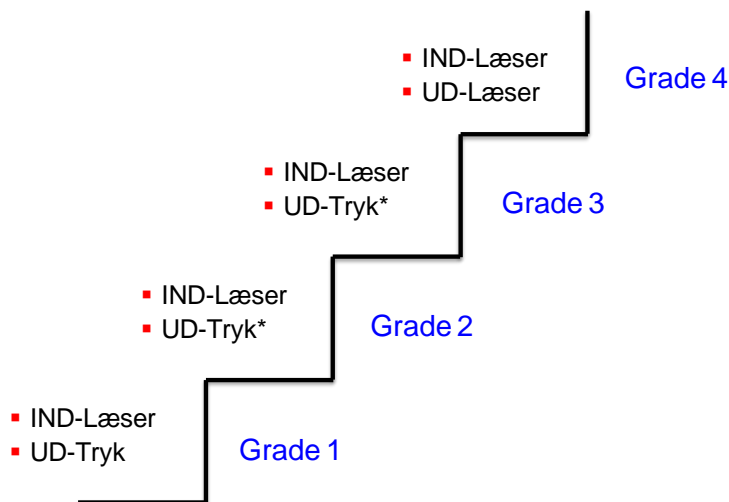 IND-Læser
UD-Læser
Grade 4
IND-Læser
UD-Tryk*
Grade 3
IND-Læser
UD-Tryk*
Grade 2
IND-Læser
UD-Tryk
Grade 1